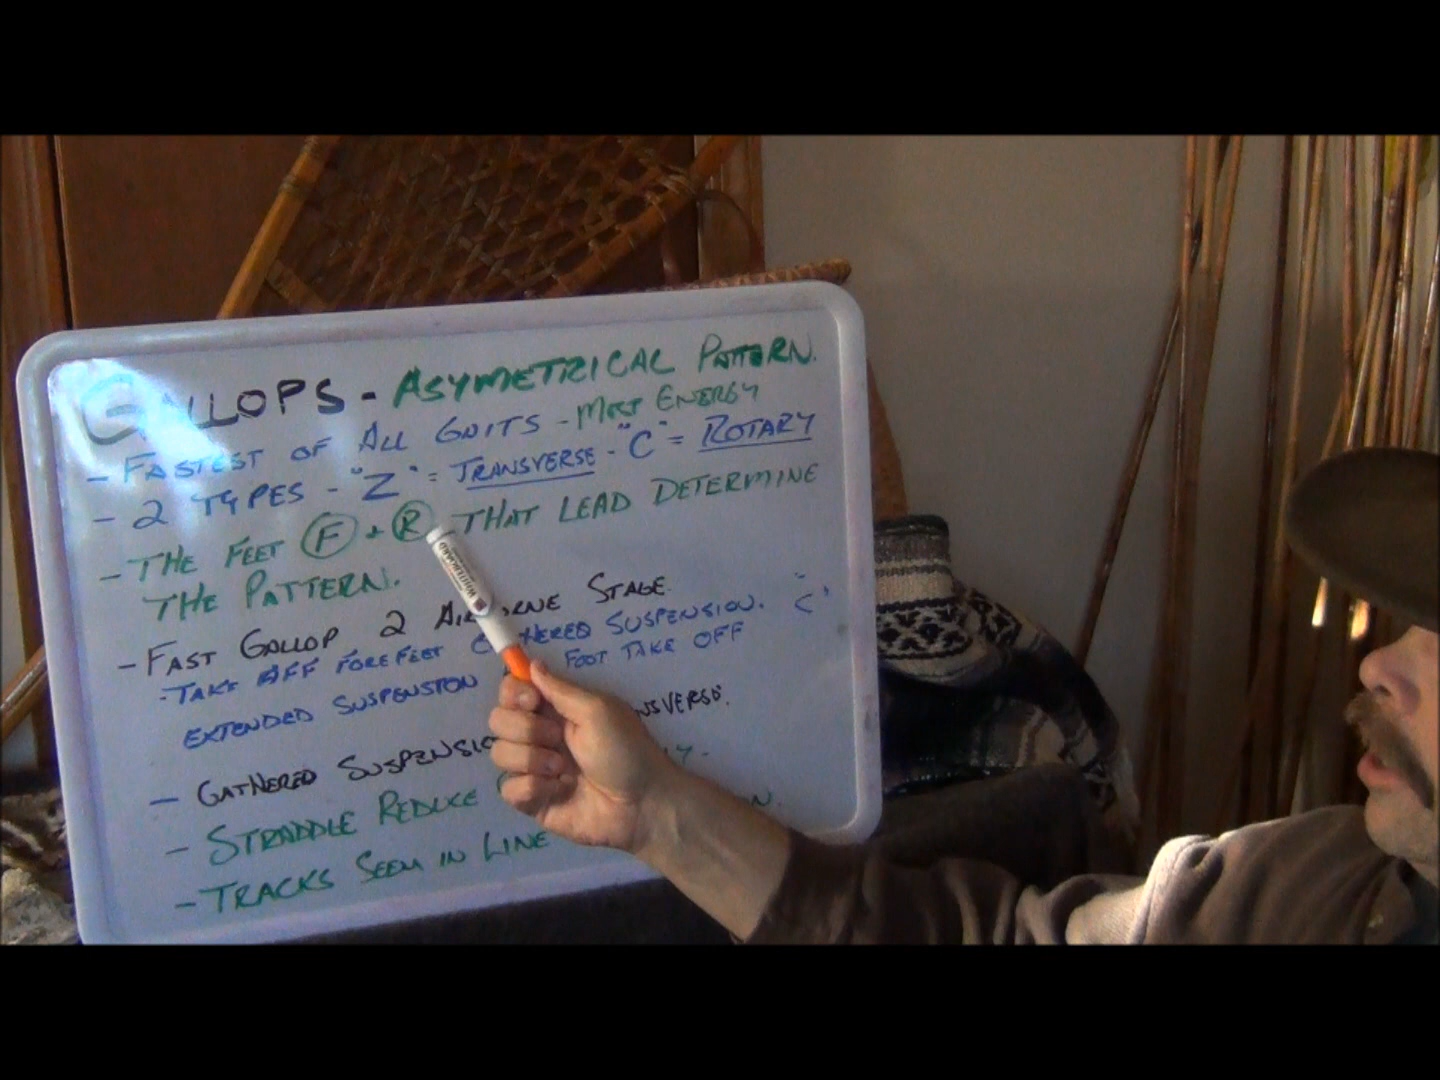 GALLOPS - ASYMETRICAL PATTERN.
- FASTEST OF ALL GAITS - MOST ENERGY
- 2 TYPES - "Z" = TRANSVERSE - "C" = ROTARY
- THE FEET F + R THAT LEAD DETERMINE
THE PATTERN.
- FAST GALLOP 2 AIRBORNE STAGE.
- TAKE OFF FOREFEET GATHERED SUSPENSION. "C"
EXTENDED SUSPENSION FOOT TAKE OFF
- GATHERED SUSPENSION
- STRADDLE REDUCE
- TRACKS SEEM IN LINE
WHITEBOARD